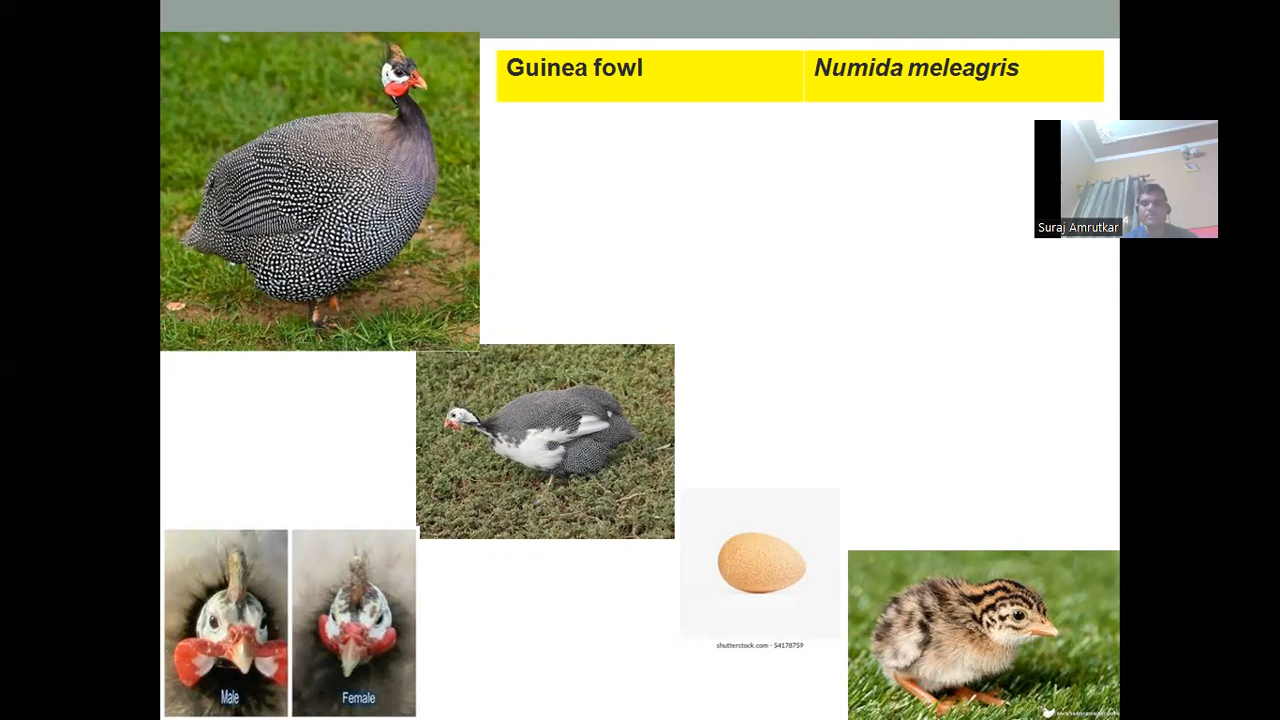 Guinea fowl
Numida meleagris
Suraj Amrutkar
Male
Female
shutterstock.com · 54178759